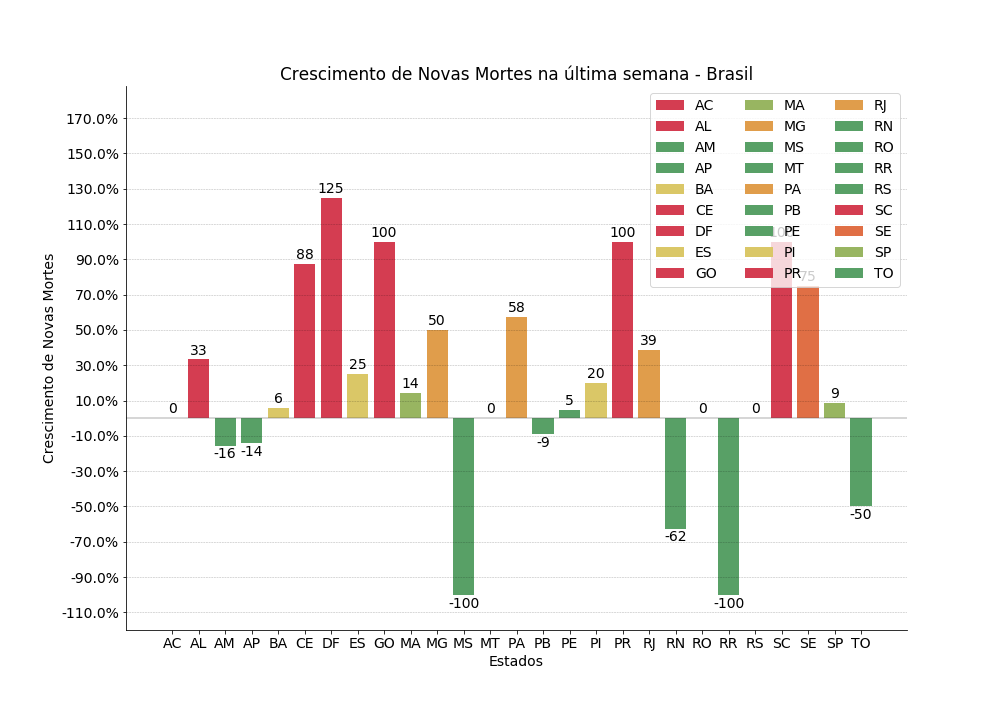 Crescimento de Novas Mortes na última semana - Brasil
Crescimento de Novas Mortes
170.0%
150.0%
130.0%
110.0%
90.0%
70.0%
50.0%
30.0%
10.0%
-10.0%
-30.0%
-50.0%
-70.0%
-90.0%
-110.0%
AC MA RJ
AL MG RN
AM MS RO
AP MT RR
BA PA RS
CE PB SC
DF PE SE
ES PI SP
GO PR TO
0 33 -16 -14 6 88 125 25 100 14 50 -100 0 58 -9 5 20 100 39 -62 0 -100 0 100 75 9 -50
AC AL AM AP BA CE DF ES GO MA MG MS MT PA PB PE PI PR RJ RN RO RR RS SC SE SP TO
Estados